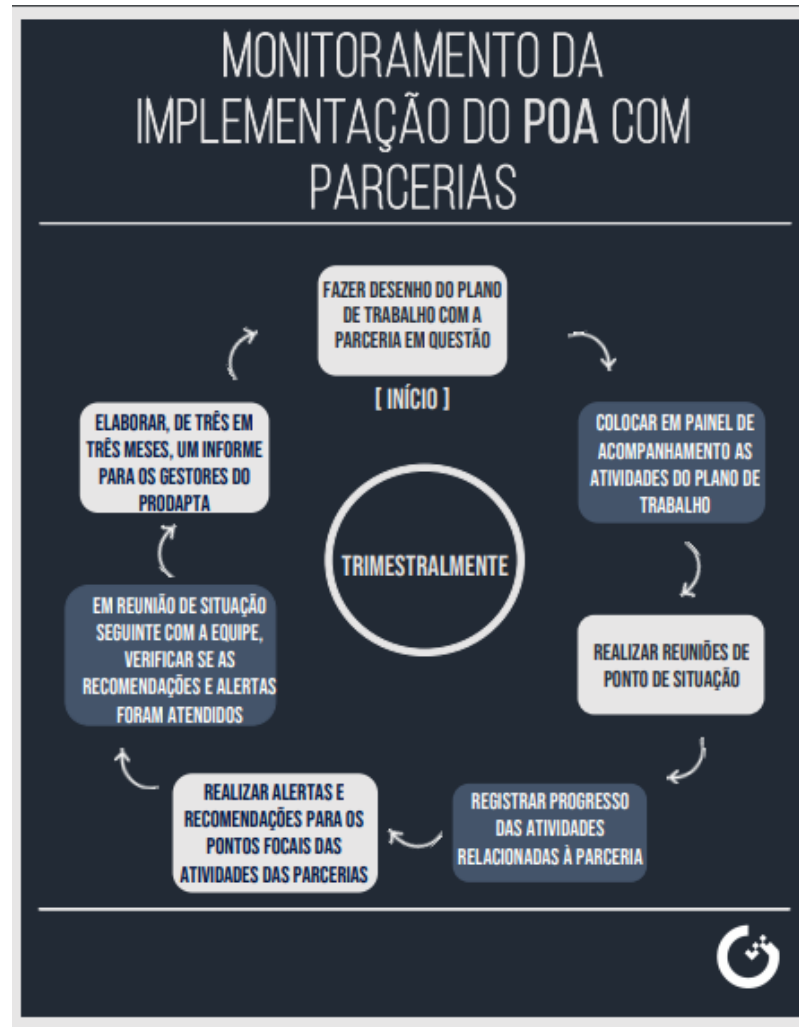 MONITORAMENTO DA
IMPLEMENTAÇÃO DO POA COM
PARCERIAS
FAZER DESENHO DO PLANO
DE TRABALHO COM A
PARCERIA EM QUESTÃO
[ INÍCIO ]
COLOCAR EM PAINEL DE
ACOMPANHAMENTO AS
ATIVIDADES DO PLANO DE
TRABALHO
REALIZAR REUNIÕES DE
PONTO DE SITUAÇÃO
REGISTRAR PROGRESSO
DAS ATIVIDADES
RELACIONADAS À PARCERIA
REALIZAR ALERTAS E
RECOMENDAÇÕES PARA OS
PONTOS FOCAIS DAS
ATIVIDADES DAS PARCERIAS
EM REUNIÃO DE SITUAÇÃO
SEGUINTE COM A EQUIPE,
VERIFICAR SE AS
RECOMENDAÇÕES E ALERTAS
FORAM ATENDIDOS
ELABORAR, DE TRÊS EM
TRÊS MESES, UM INFORME
PARA OS GESTORES DO
PRODAPTA
TRIMESTRALMENTE